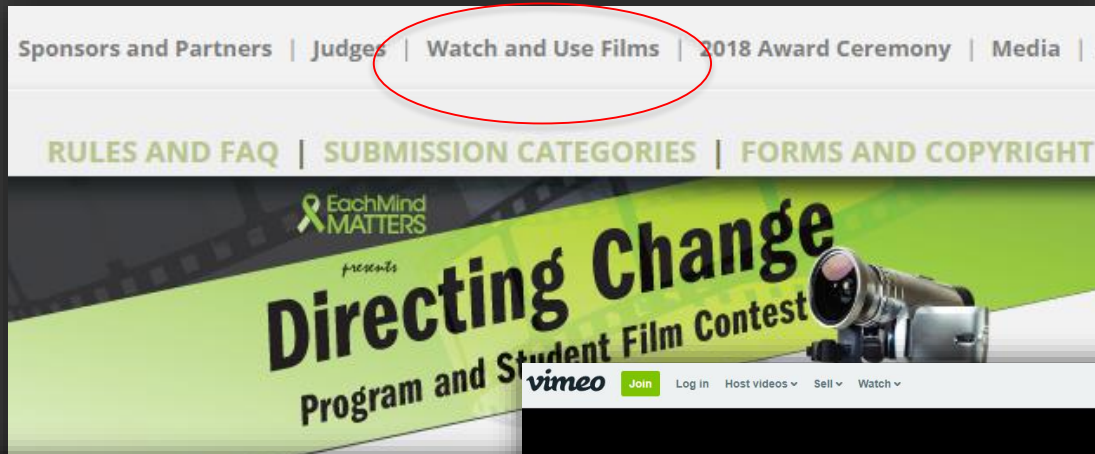 Sponsors and Partners | Judges | Watch and Use Films | 2018 Award Ceremony | Media |
RULES AND FAQ | SUBMISSION CATEGORIES | FORMS AND COPYRIGHT
EachMind
MATTERS
presents
Directing Change
Program and Student Film Contest
vimeo Join Log in Host videos Sell Watch